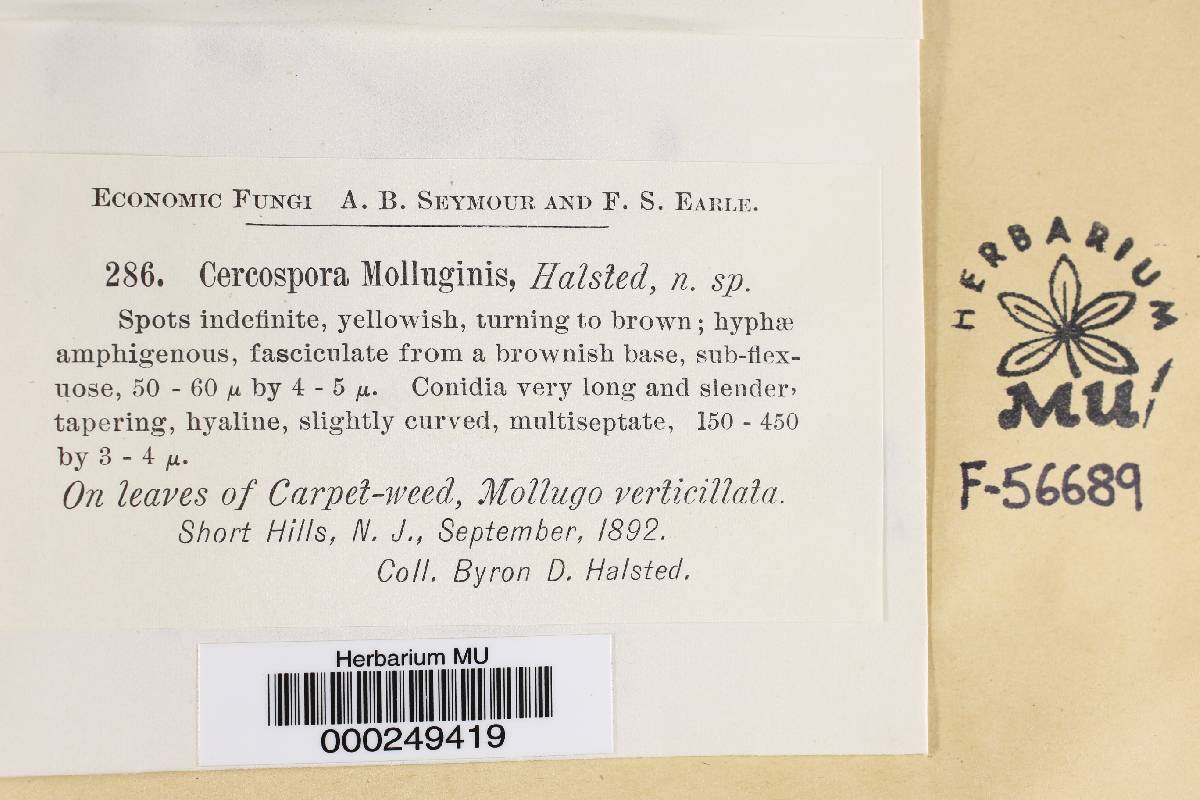 ECONOMIC FUNGI A. B. SEYMOUR AND F. S. EARLE.
286. Cercospora Molluginis, Halsted, n. sp.
Spots indefinite, yellowish, turning to brown; hyphæ
amphigenous, fasciculate from a brownish base, sub-flex-
uose, 50 - 60 μ by 4 - 5 μ. Conidia very long and slender,
tapering, hyaline, slightly curved, multiseptate, 150 - 450
by 3 - 4 μ.
On leaves of Carpet-weed, Mollugo verticillata.
Short Hills, N. J., September, 1892.
Coll. Byron D. Halsted.
Herbarium MU
000249419
HERBARIUM
MU
F-56689